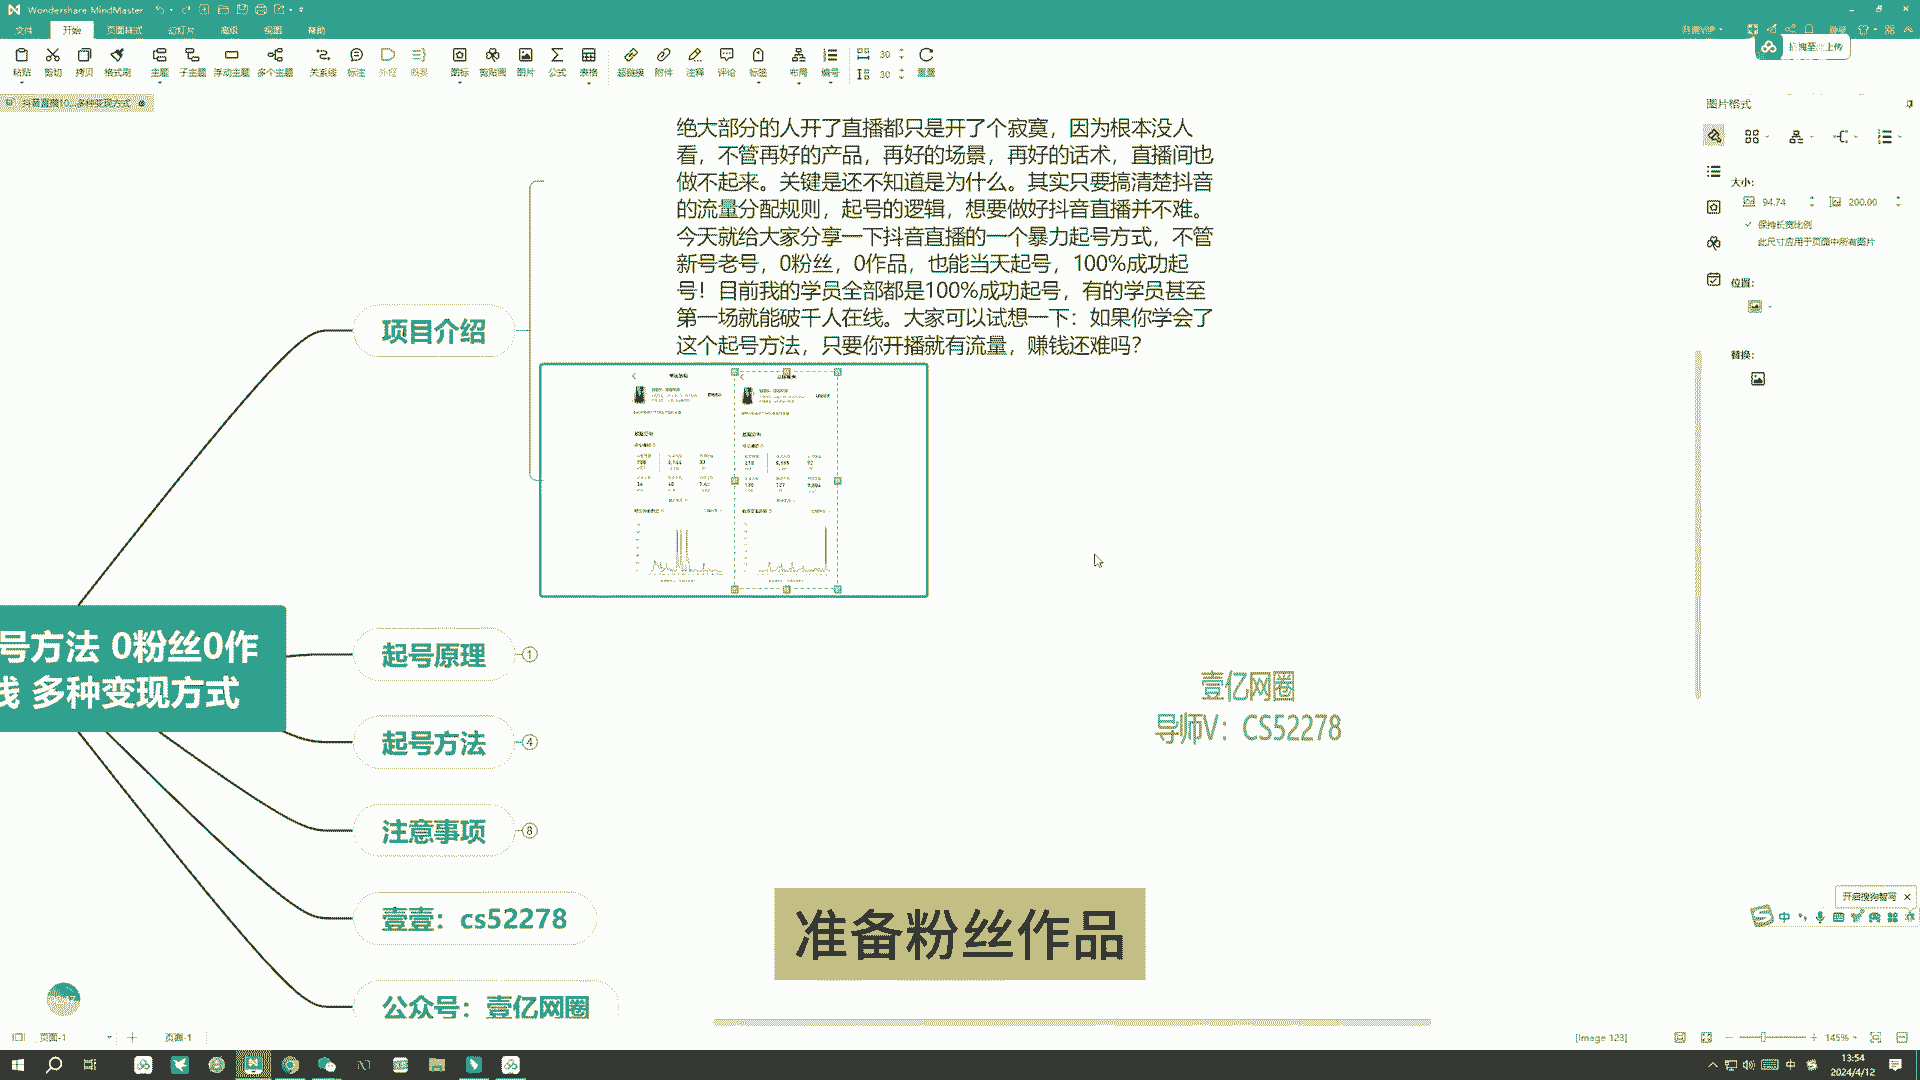 Wondershare MindMaster
文件 开始 页面样式 幻灯片 高级 视图 帮助
粘贴 剪切 拷贝 格式刷 主题 子主题 浮动主题 多个主题 关系线 标注 外框 概要 图标 剪贴画 图片 公式 表格 超链接 附件 注释 评论 标签 布局 编号 30 30 重置
拖拽至此上传
抖音直播10...多种变现方式
图片格式
绝大部分的人开了直播都只是开了个寂寞，因为根本没人
看，不管再好的产品，再好的场景，再好的话术，直播间也
做不起来。关键是还不知道是为什么。其实只要搞清楚抖音
的流量分配规则，起号的逻辑，想要做好抖音直播并不难。
今天就给大家分享一下抖音直播的一个暴力起号方式，不管
新号老号，0粉丝，0作品，也能当天起号，100%成功起
号！目前我的学员全部都是100%成功起号，有的学员甚至
第一场就能破千人在线。大家可以试想一下：如果你学会了
这个起号方法，只要你开播就有流量，赚钱还难吗？
大小：
94.74 200.00
保持长宽比例
此尺寸应用于页面中所有图片
位置：
替换：
项目介绍
号方法 0粉丝0作
线 多种变现方式
起号原理 1
起号方法 4
注意事项 8
壹壹：cs52278
公众号：壹亿网圈
壹亿网圈
导师V：CS52278
准备粉丝作品
开启搜狗智写
中
页面-1 页面-1
[Image 123]
145%
中
13:54
2024/4/12